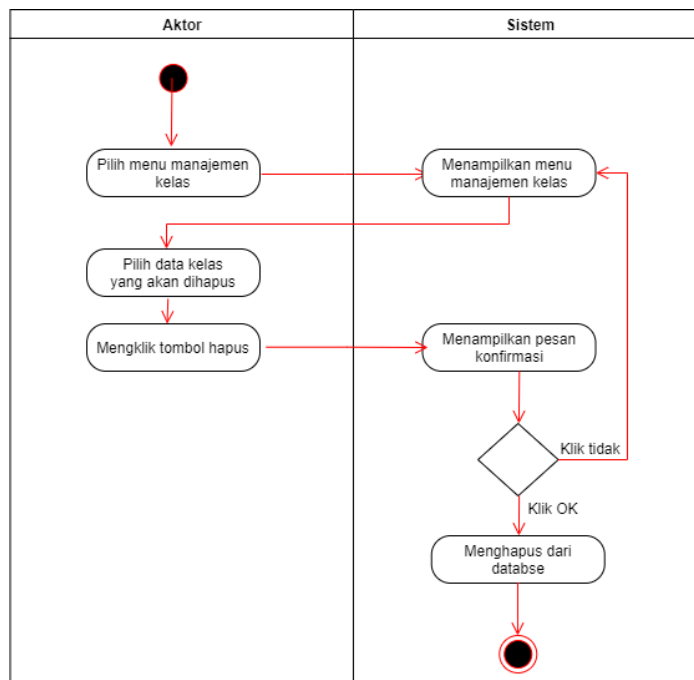 Aktor
Sistem
Pilih menu manajemen
kelas
Menampilkan menu
manajemen kelas
Pilih data kelas
yang akan dihapus
Mengklik tombol hapus
Menampilkan pesan
konfirmasi
Klik tidak
Klik OK
Menghapus dari
databse